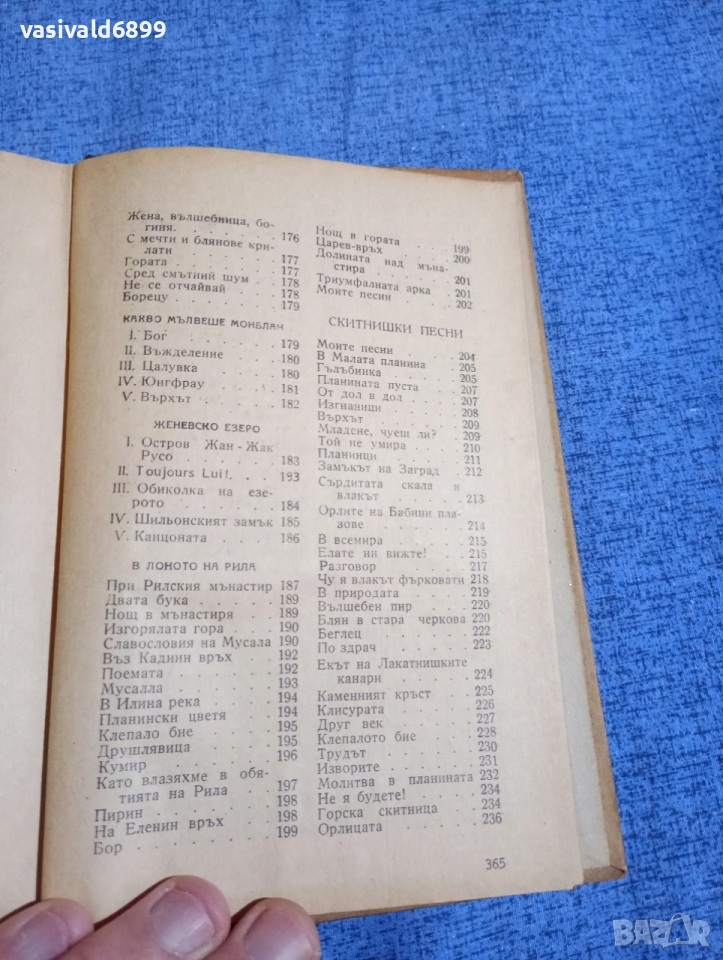 vasivald6899
Жена, вълшебница, бо-
гиня. 176
С мечти и блянове кри-
лати 177
Гората 177
Сред смътний шум 178
Не се отчайвай 178
Борецу 179
КАКВО МЪЛВЕШЕ МОНБЛАН
I. Бог 179
II. Въжделение 180
III. Цалувка 180
IV. Юнгфрау 181
V. Върхът 182
ЖЕНЕВСКО ЕЗЕРО
I. Остров Жан-Жак
Русо 183
II. Toujours Lui! 183
III. Обиколка на езе-
рото 184
IV. Шильонският замък 185
V. Канцоната 186
В ЛОНОТО НА РИЛА
При Рилския мънастир 187
Двата бука 189
Нощ в мънастиря 189
Изгорялата гора 190
Славословия на Мусала 190
Въз Кадиин връх 192
Поемата 192
Мусалла 193
В Илина река 194
Планински цветя 194
Клепало бие 195
Друшлявица 195
Кумир 196
Като влазяхме в обя-
тията на Рила 197
Пирин 198
На Еленин връх 198
Бор 199
Нощ в гората 199
Царев-връх 200
Долината над мъна-
стира 201
Триумфалната арка 201
Моите песни 202
СКИТНИШКИ ПЕСНИ
Моите песни 204
В Малата планина 205
Гълъбинка 205
Планината пуста 207
От дол в дол 207
Изгнаници 208
Върхът 209
Младене, чуеш ли? 209
Той не умира 210
Планинци 211
Замъкът на Заград 212
Сърдитата скала и
влакът 213
Орлите на Бабини пла-
зове 214
В всемира 215
Елате ни вижте! 215
Разговор 217
Чу я влакът фърковати 218
В природата 219
Вълшебен пир 220
Блян в стара черкова 220
Беглец 222
По здрач 223
Екът на Лакатнишките
канари 224
Каменният кръст 225
Клисурата 226
Друг век 227
Клепалото бие 228
Трудът 230
Изворите 231
Молитва в планината 232
Не я будете! 234
Горска скитница 234
Орлицата 236
365
BAZAR